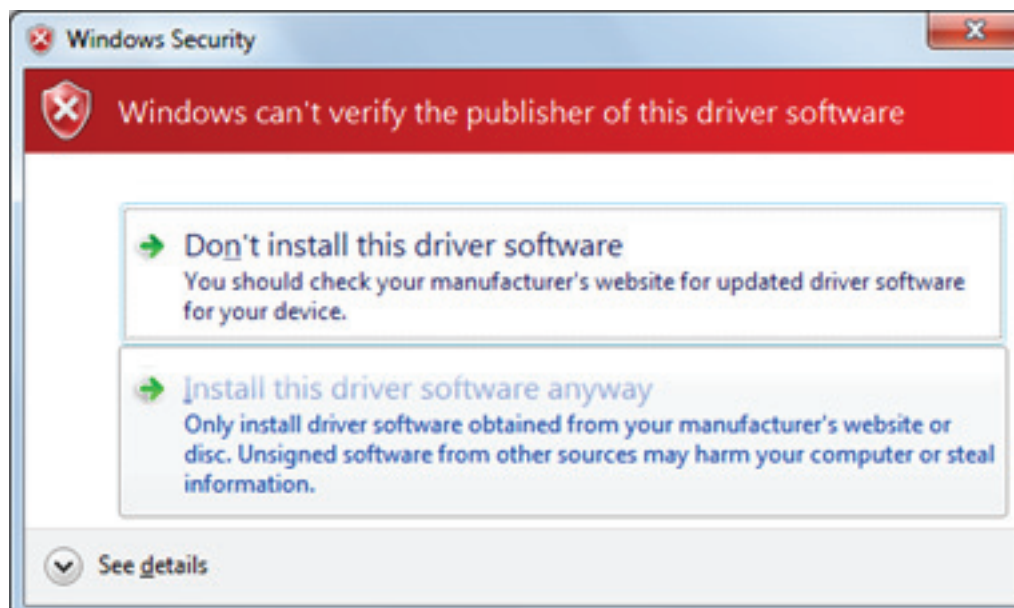 Windows Security
Windows can't verify the publisher of this driver software
Don't install this driver software
You should check your manufacturer's website for updated driver software
for your device.
Install this driver software anyway
Only install driver software obtained from your manufacturer's website or
disc. Unsigned software from other sources may harm your computer or steal
information.
See details